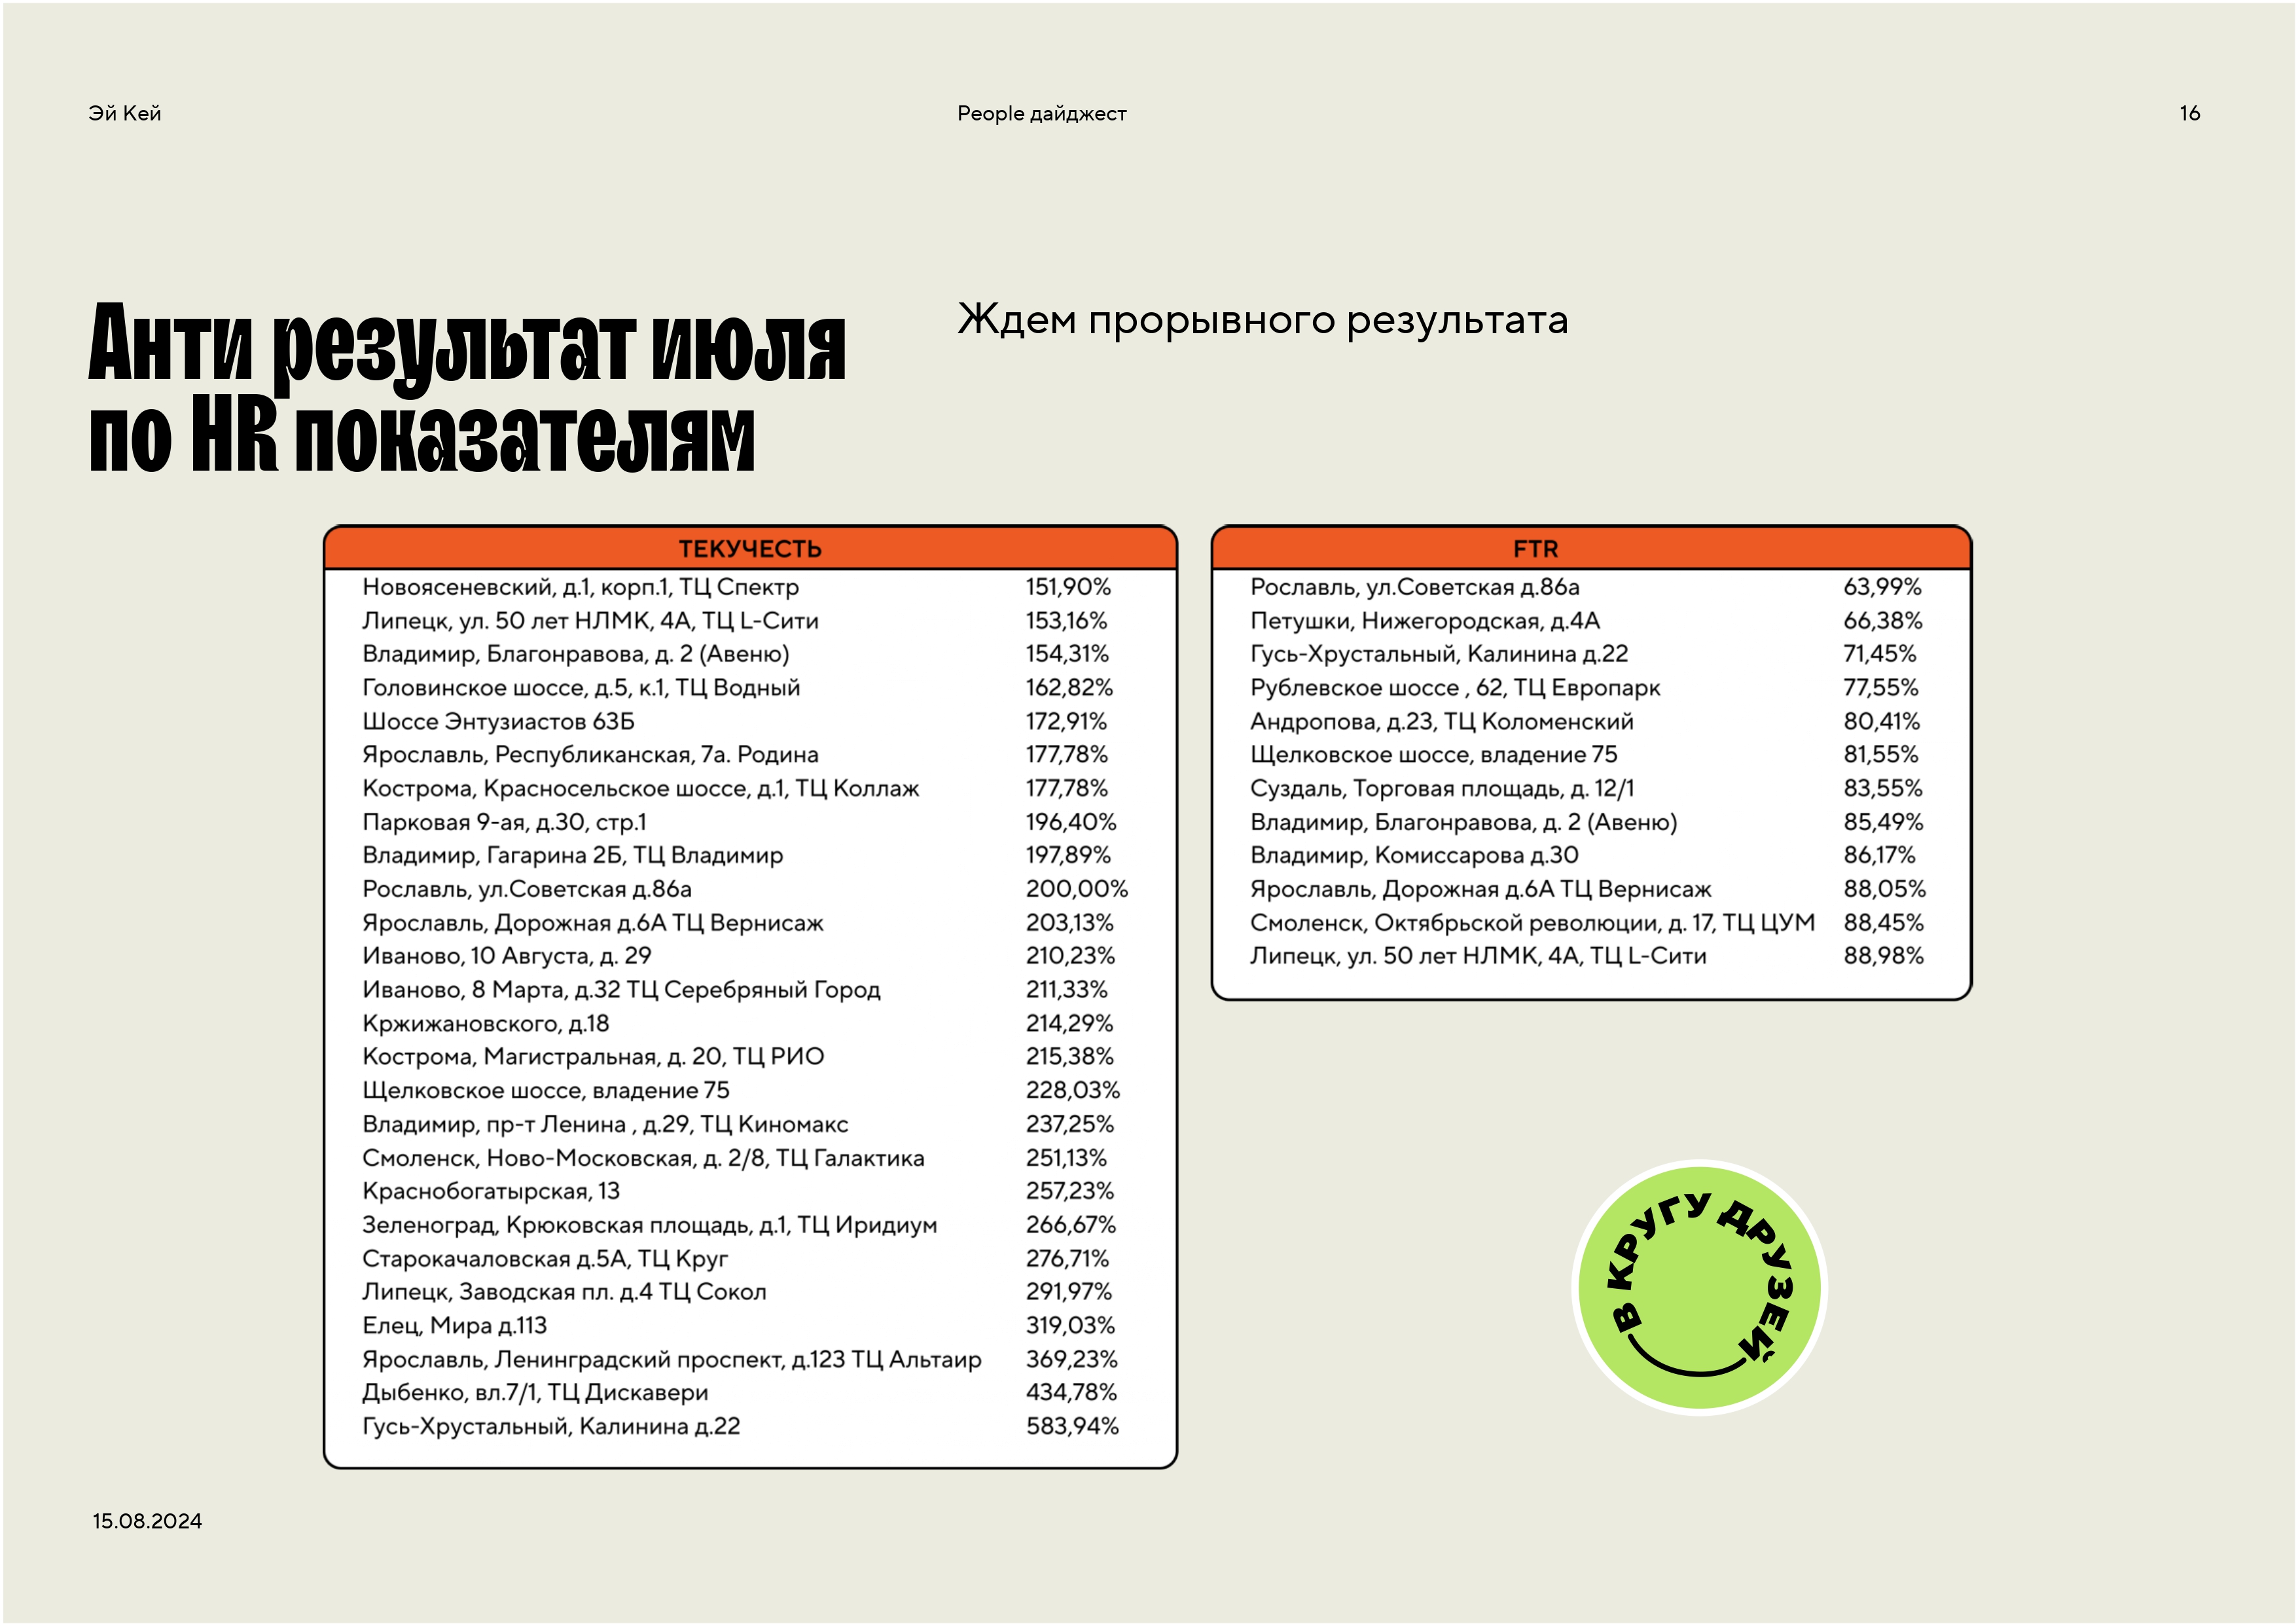 Эй Кей
People дайджест
16
Анти результат июля
по HR показателям
Ждем прорывного результата
ТЕКУЧЕСТЬ
Новоясеневский, д.1, корп.1, ТЦ Спектр 151,90%
Липецк, ул. 50 лет НЛМК, 4А, ТЦ L-Сити 153,16%
Владимир, Благонравова, д. 2 (Авеню) 154,31%
Головинское шоссе, д.5, к.1, ТЦ Водный 162,82%
Шоссе Энтузиастов 63Б 172,91%
Ярославль, Республиканская, 7а. Родина 177,78%
Кострома, Красносельское шоссе, д.1, ТЦ Коллаж 177,78%
Парковая 9-ая, д.30, стр.1 196,40%
Владимир, Гагарина 2Б, ТЦ Владимир 197,89%
Рославль, ул.Советская д.86а 200,00%
Ярославль, Дорожная д.6А ТЦ Вернисаж 203,13%
Иваново, 10 Августа, д. 29 210,23%
Иваново, 8 Марта, д.32 ТЦ Серебряный Город 211,33%
Кржижановского, д.18 214,29%
Кострома, Магистральная, д. 20, ТЦ РИО 215,38%
Щелковское шоссе, владение 75 228,03%
Владимир, пр-т Ленина , д.29, ТЦ Киномакс 237,25%
Смоленск, Ново-Московская, д. 2/8, ТЦ Галактика 251,13%
Краснобогатырская, 13 257,23%
Зеленоград, Крюковская площадь, д.1, ТЦ Иридиум 266,67%
Старокачаловская д.5А, ТЦ Круг 276,71%
Липецк, Заводская пл. д.4 ТЦ Сокол 291,97%
Елец, Мира д.113 319,03%
Ярославль, Ленинградский проспект, д.123 ТЦ Альтаир 369,23%
Дыбенко, вл.7/1, ТЦ Дискавери 434,78%
Гусь-Хрустальный, Калинина д.22 583,94%
FTR
Рославль, ул.Советская д.86а 63,99%
Петушки, Нижегородская, д.4А 66,38%
Гусь-Хрустальный, Калинина д.22 71,45%
Рублевское шоссе , 62, ТЦ Европарк 77,55%
Андропова, д.23, ТЦ Коломенский 80,41%
Щелковское шоссе, владение 75 81,55%
Суздаль, Торговая площадь, д. 12/1 83,55%
Владимир, Благонравова, д. 2 (Авеню) 85,49%
Владимир, Комиссарова д.30 86,17%
Ярославль, Дорожная д.6А ТЦ Вернисаж 88,05%
Смоленск, Октябрьской революции, д. 17, ТЦ ЦУМ 88,45%
Липецк, ул. 50 лет НЛМК, 4А, ТЦ L-Сити 88,98%
В КРУГУ ДРУЗЕЙ
15.08.2024